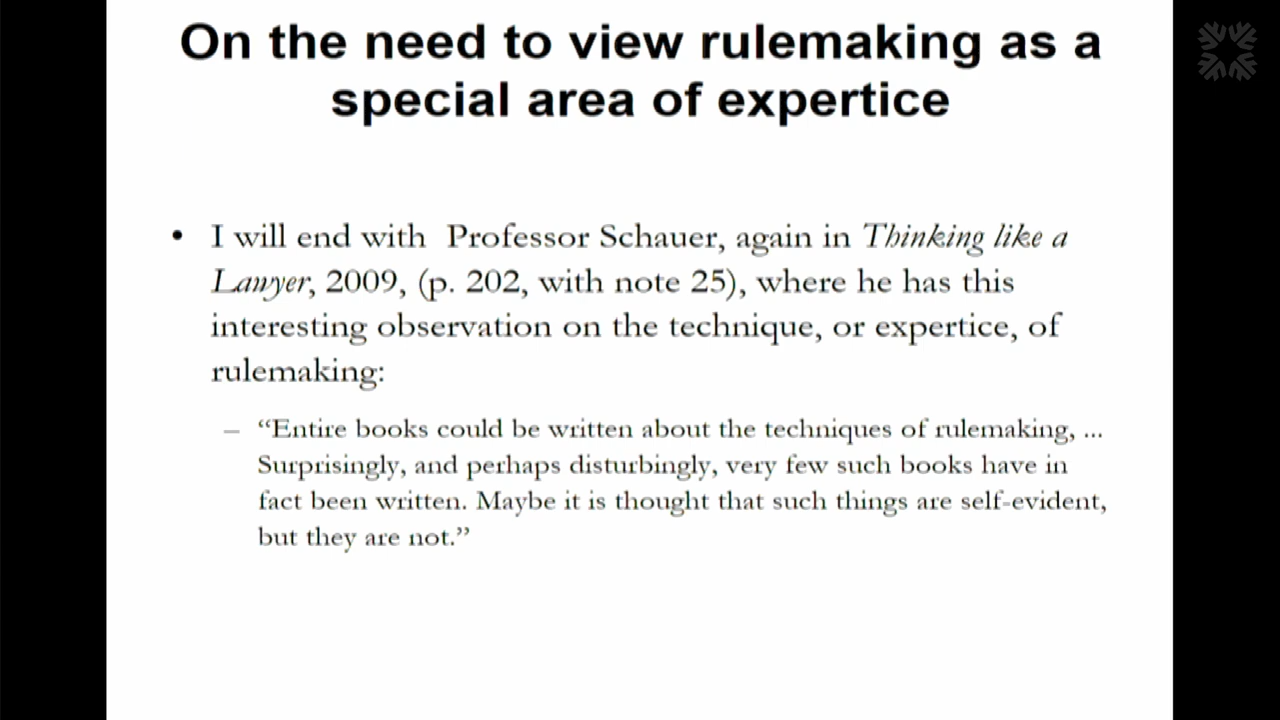 On the need to view rulemaking as a
special area of expertice
• I will end with Professor Schauer, again in Thinking like a
Lawyer, 2009, (p. 202, with note 25), where he has this
interesting observation on the technique, or expertice, of
rulemaking:
– “Entire books could be written about the techniques of rulemaking, ...
Surprisingly, and perhaps disturbingly, very few such books have in
fact been written. Maybe it is thought that such things are self-evident,
but they are not.”